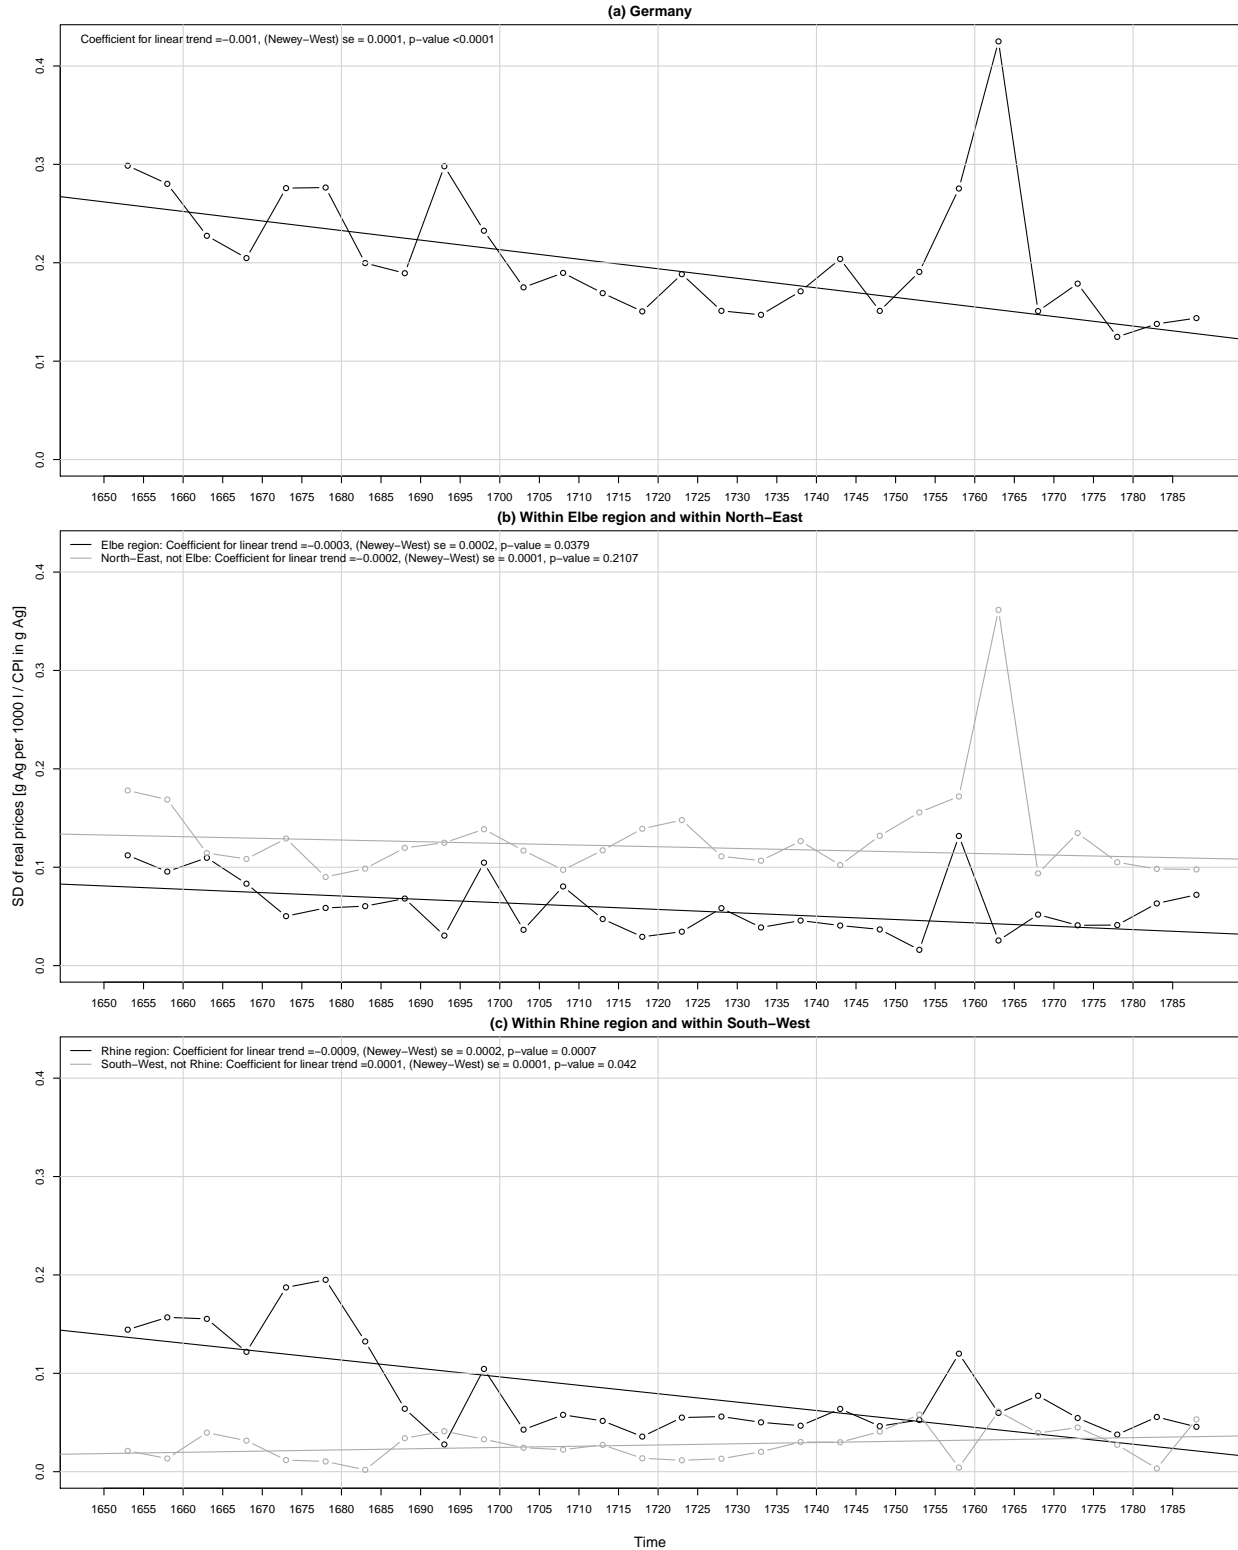 (a) Germany
Coefficient for linear trend =−0.001, (Newey−West) se = 0.0001, p−value <0.0001
0.4
0.3
0.2
0.1
0.0
1650 1655 1660 1665 1670 1675 1680 1685 1690 1695 1700 1705 1710 1715 1720 1725 1730 1735 1740 1745 1750 1755 1760 1765 1770 1775 1780 1785
(b) Within Elbe region and within North−East
Elbe region: Coefficient for linear trend =−0.0003, (Newey−West) se = 0.0002, p−value = 0.0379
North−East, not Elbe: Coefficient for linear trend =−0.0002, (Newey−West) se = 0.0001, p−value = 0.2107
SD of real prices [g Ag per 1000 l / CPI in g Ag]
0.4
0.3
0.2
0.1
0.0
1650 1655 1660 1665 1670 1675 1680 1685 1690 1695 1700 1705 1710 1715 1720 1725 1730 1735 1740 1745 1750 1755 1760 1765 1770 1775 1780 1785
(c) Within Rhine region and within South−West
Rhine region: Coefficient for linear trend =−0.0009, (Newey−West) se = 0.0002, p−value = 0.0007
South−West, not Rhine: Coefficient for linear trend =0.0001, (Newey−West) se = 0.0001, p−value = 0.042
0.4
0.3
0.2
0.1
0.0
1650 1655 1660 1665 1670 1675 1680 1685 1690 1695 1700 1705 1710 1715 1720 1725 1730 1735 1740 1745 1750 1755 1760 1765 1770 1775 1780 1785
Time